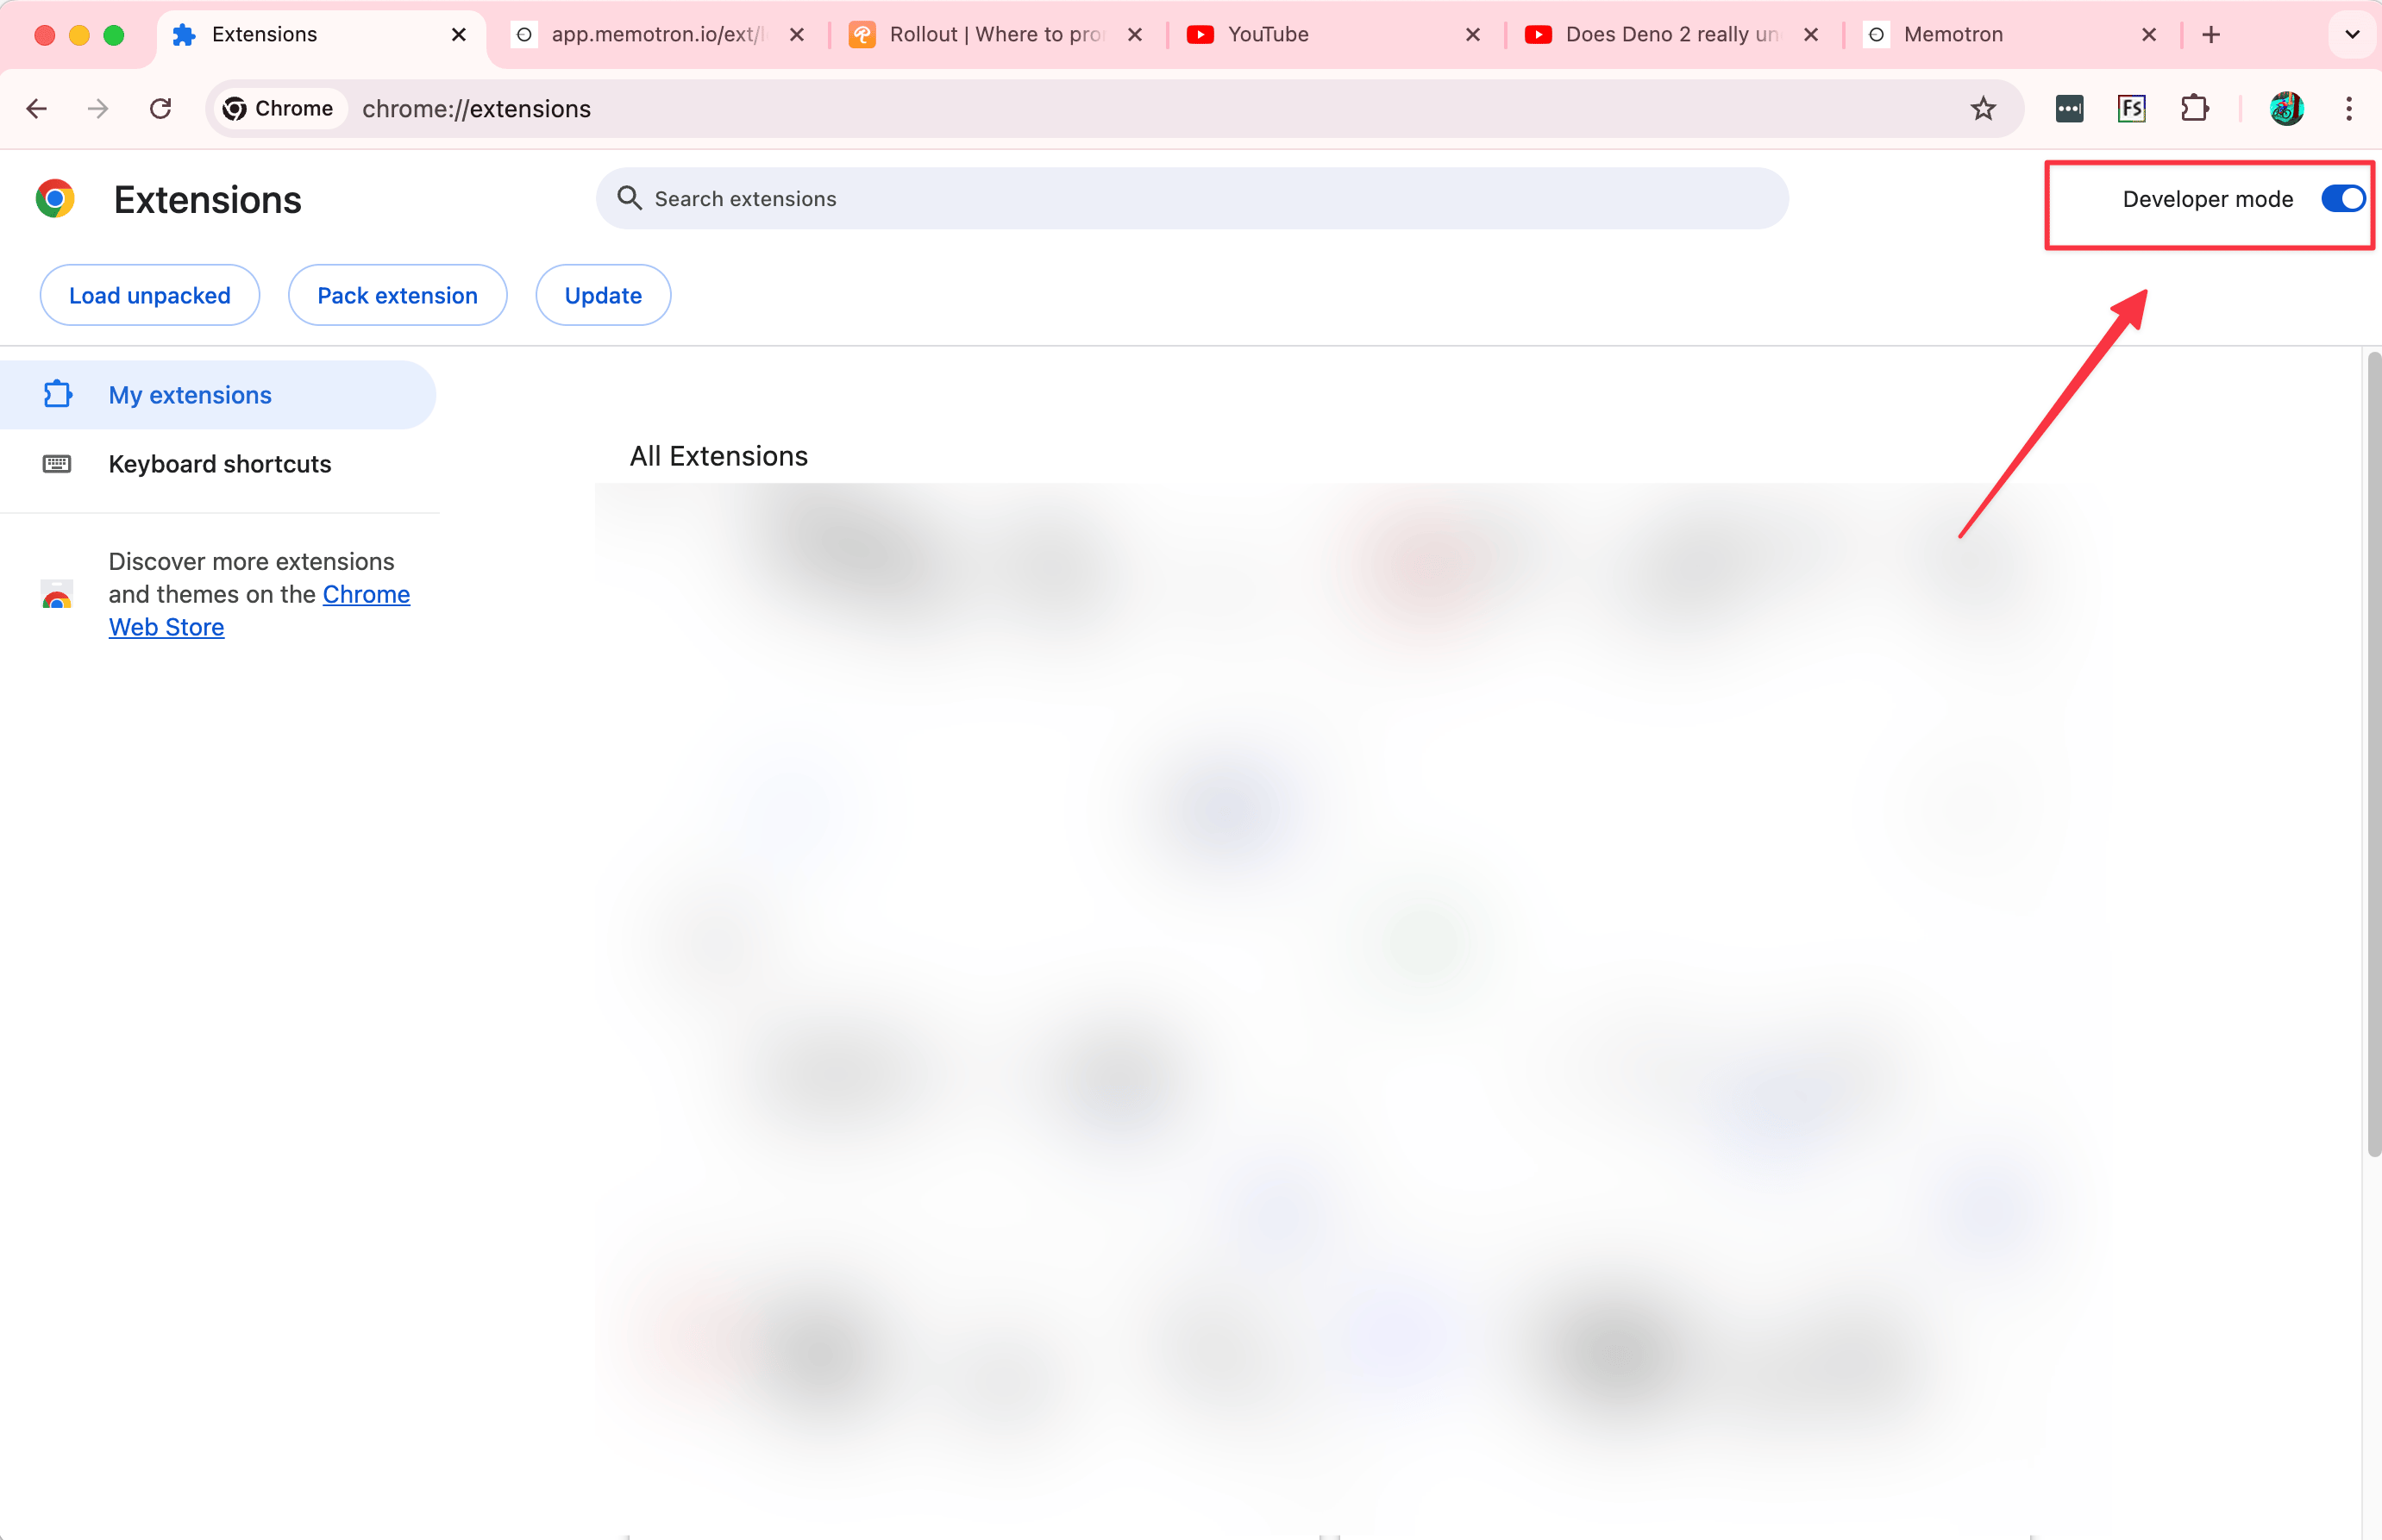 Extensions
app.memotron.io/ext/
Rollout | Where to pro
YouTube
Does Deno 2 really un
Memotron
Chrome
chrome://extensions
FS
Extensions
Search extensions
Developer mode
Load unpacked
Pack extension
Update
My extensions
Keyboard shortcuts
Discover more extensions
and themes on the Chrome
Web Store
All Extensions